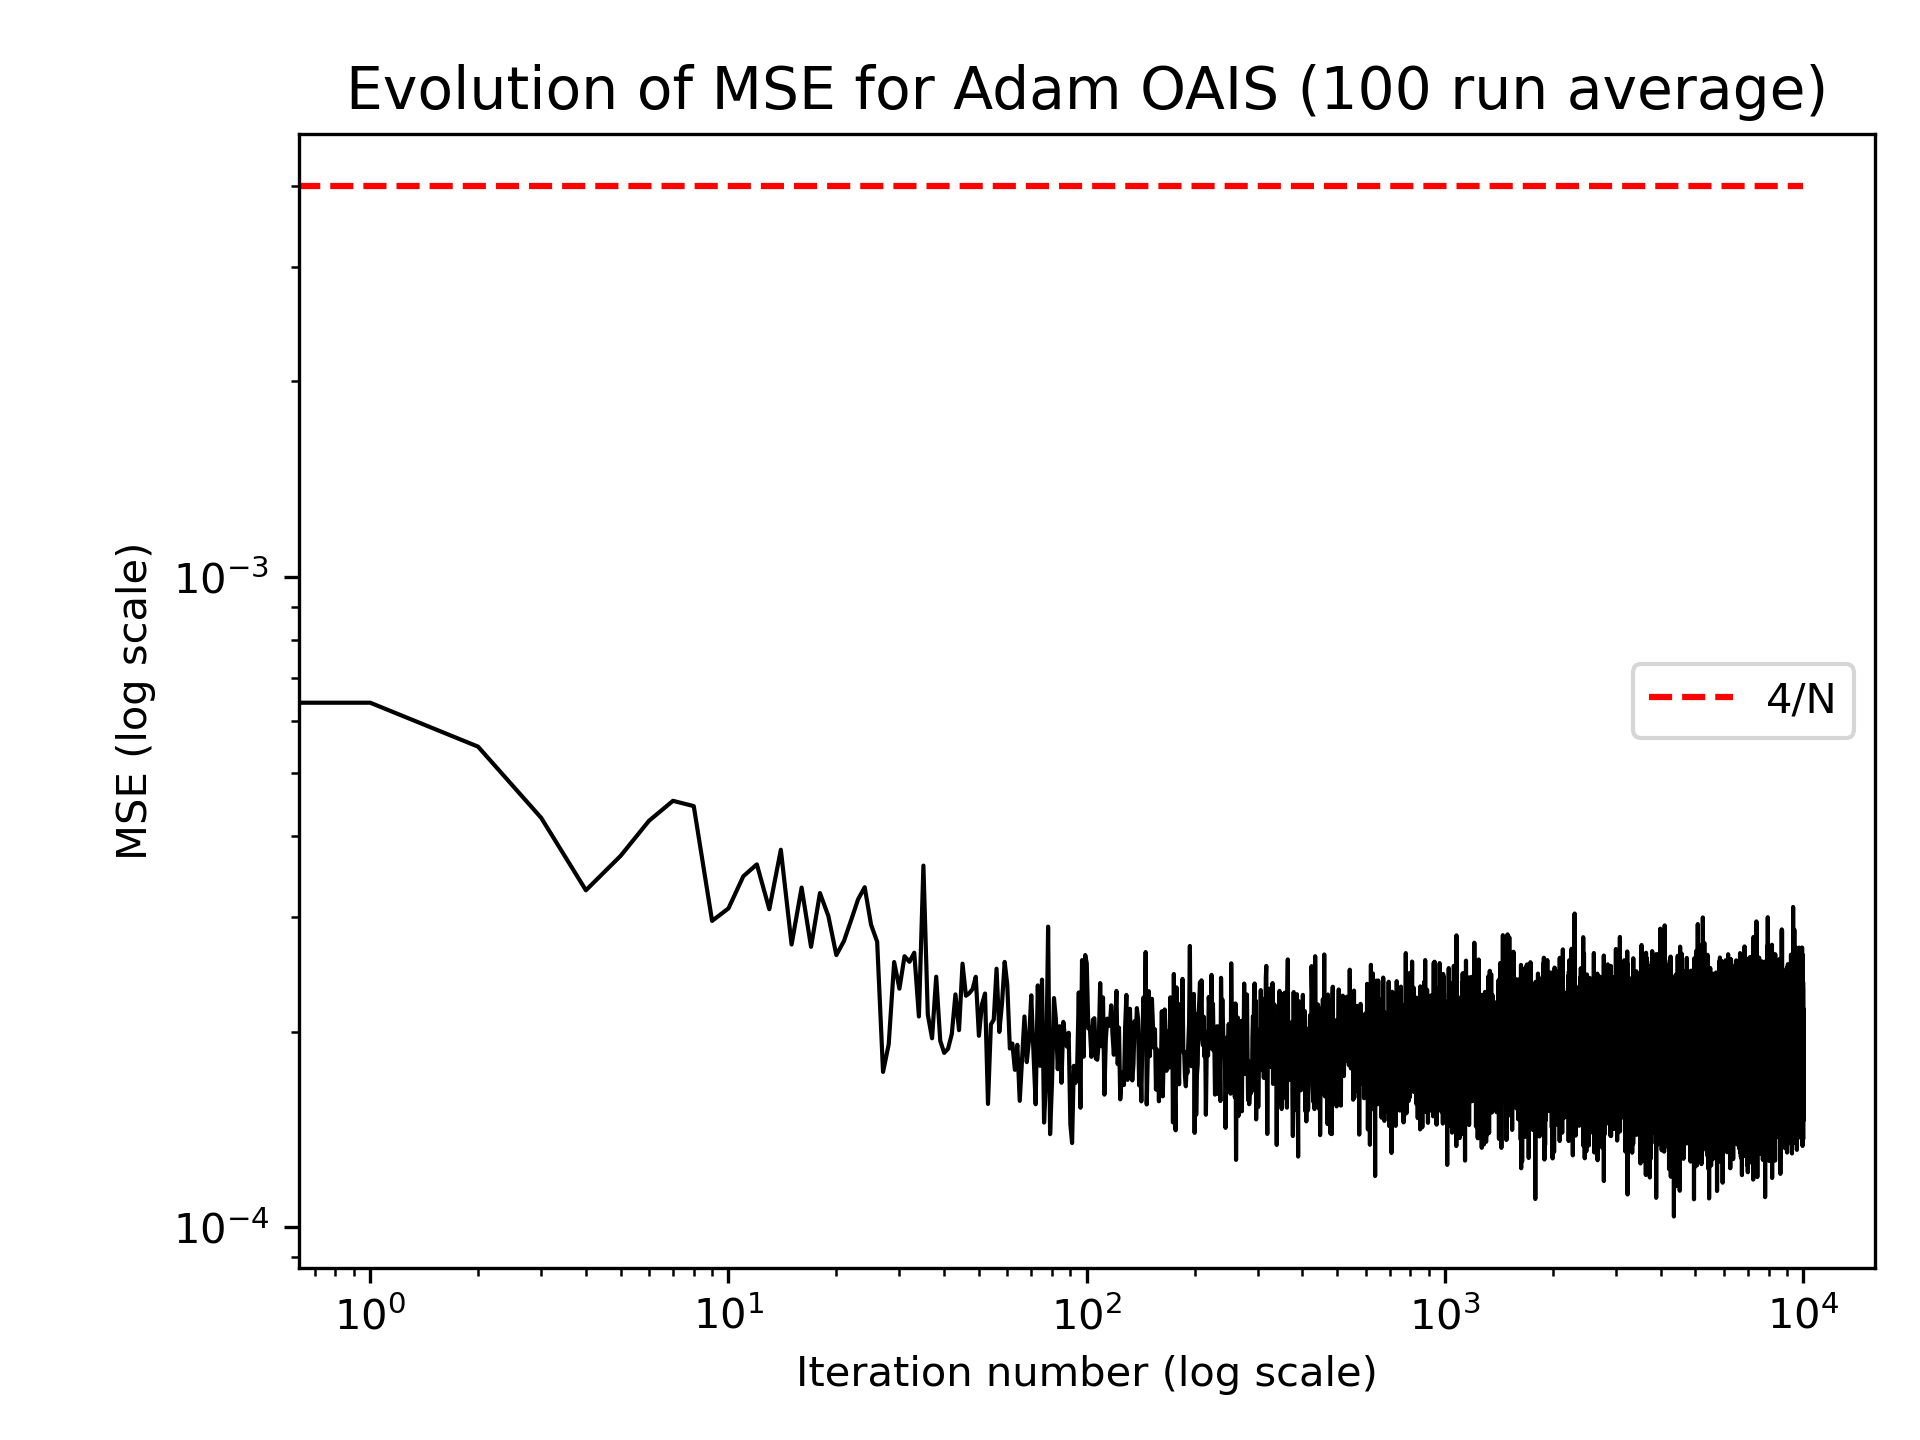 Evolution of MSE for Adam OAIS (100 run average)
MSE (log scale)
10⁻³
10⁻⁴
4/N
10⁰ 10¹ 10² 10³ 10⁴
Iteration number (log scale)